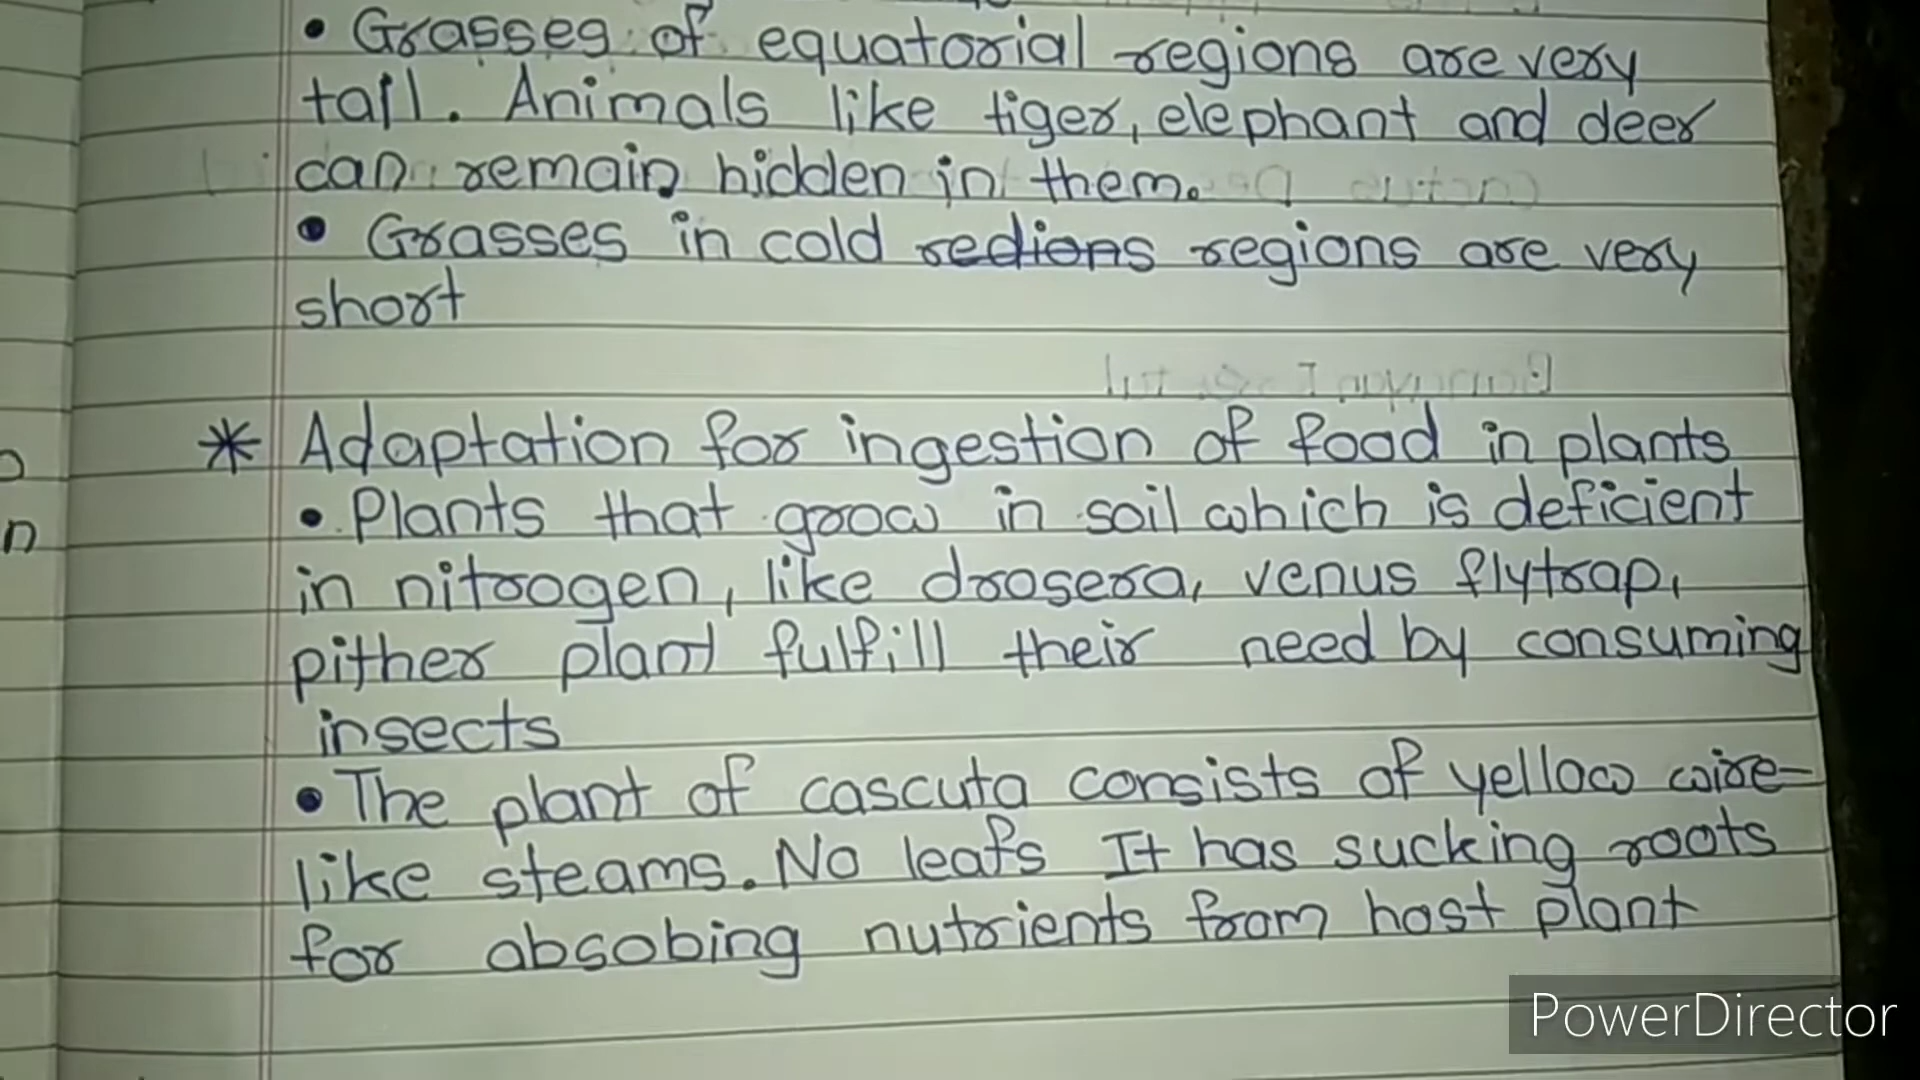 • Grasses of equatorial regions are very
tall. Animals like tiger, elephant and deer
can remain hidden in them.
• Grasses in cold redions regions are very
short
* Adaptation for ingestion of food in plants
• Plants that grow in soil which is deficient
in nitrogen, like drosera, venus flytrap,
pither plant fulfill their need by consuming
insects
• The plant of cascuta consists of yellow wire-
like steams. No leafs It has sucking roots
for absobing nutrients from host plant
PowerDirector